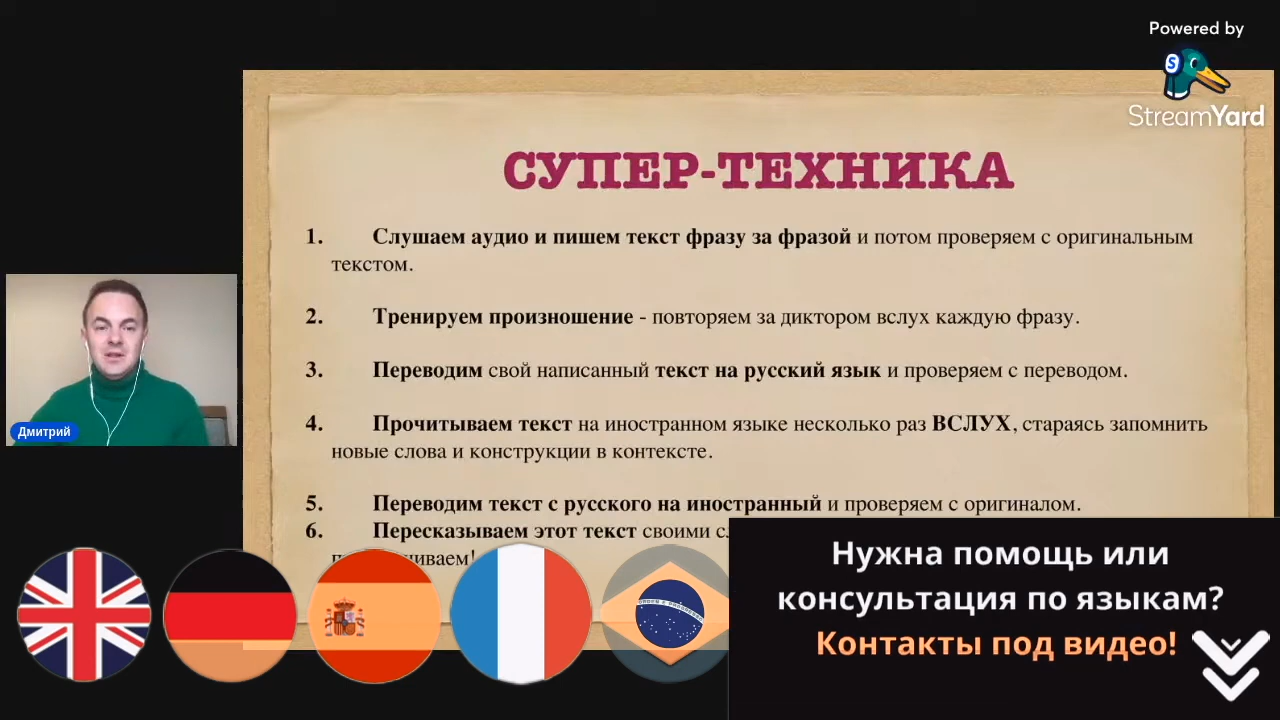 Powered by
StreamYard
СУПЕР-ТЕХНИКА
1. Слушаем аудио и пишем текст фразу за фразой и потом проверяем с оригинальным
текстом.
2. Тренируем произношение - повторяем за диктором вслух каждую фразу.
3. Переводим свой написанный текст на русский язык и проверяем с переводом.
4. Прочитываем текст на иностранном языке несколько раз ВСЛУХ, стараясь запомнить
новые слова и конструкции в контексте.
5. Переводим текст с русского на иностранный и проверяем с оригиналом.
6. Пересказываем этот текст своими
Дмитрий
Нужна помощь или
консультация по языкам?
Контакты под видео!